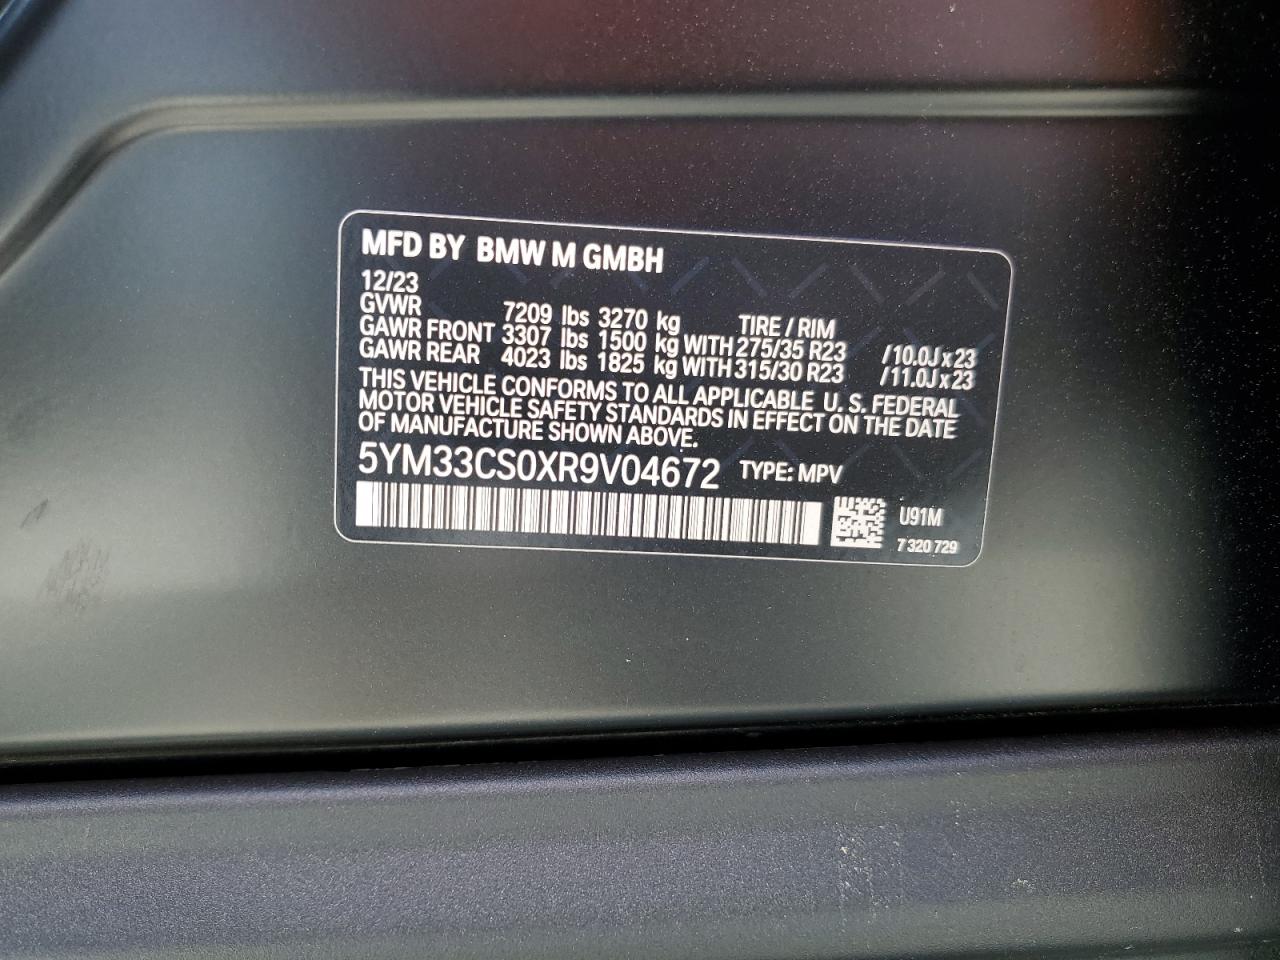 MFD BY BMW M GMBH
12/23
GVWR 7209 lbs 3270 kg TIRE / RIM
GAWR FRONT 3307 lbs 1500 kg WITH 275/35 R23 /10.0J x 23
GAWR REAR 4023 lbs 1825 kg WITH 315/30 R23 /11.0J x 23
THIS VEHICLE CONFORMS TO ALL APPLICABLE U. S. FEDERAL
MOTOR VEHICLE SAFETY STANDARDS IN EFFECT ON THE DATE
OF MANUFACTURE SHOWN ABOVE.
5YM33CS0XR9V04672 TYPE: MPV
U91M
7 320 729